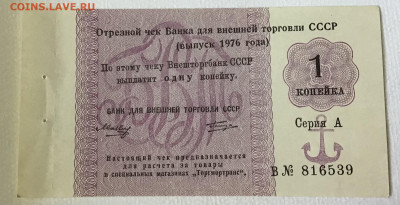 COINS.LAVE.RU
Отрезной чек Банка для внешней торговли СССР
(выпуск 1976 года)
По этому чеку Внешторгбанк СССР
выплатит ОДНУ копейку.
БАНК ДЛЯ ВНЕШНЕЙ ТОРГОВЛИ СССР
Настоящий чек предназначается
для расчета за товары
в специальных магазинах „Торгмортранс",
1
КОПЕЙКА
Серия А
В № 816539